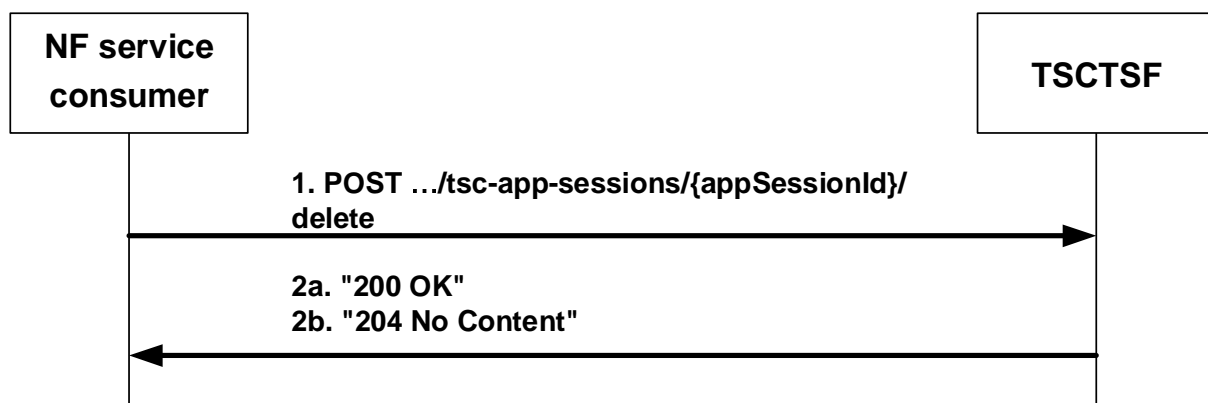 NF service
consumer
TSCTSF
1. POST …/tsc-app-sessions/{appSessionId}/
delete
2a. "200 OK"
2b. "204 No Content"